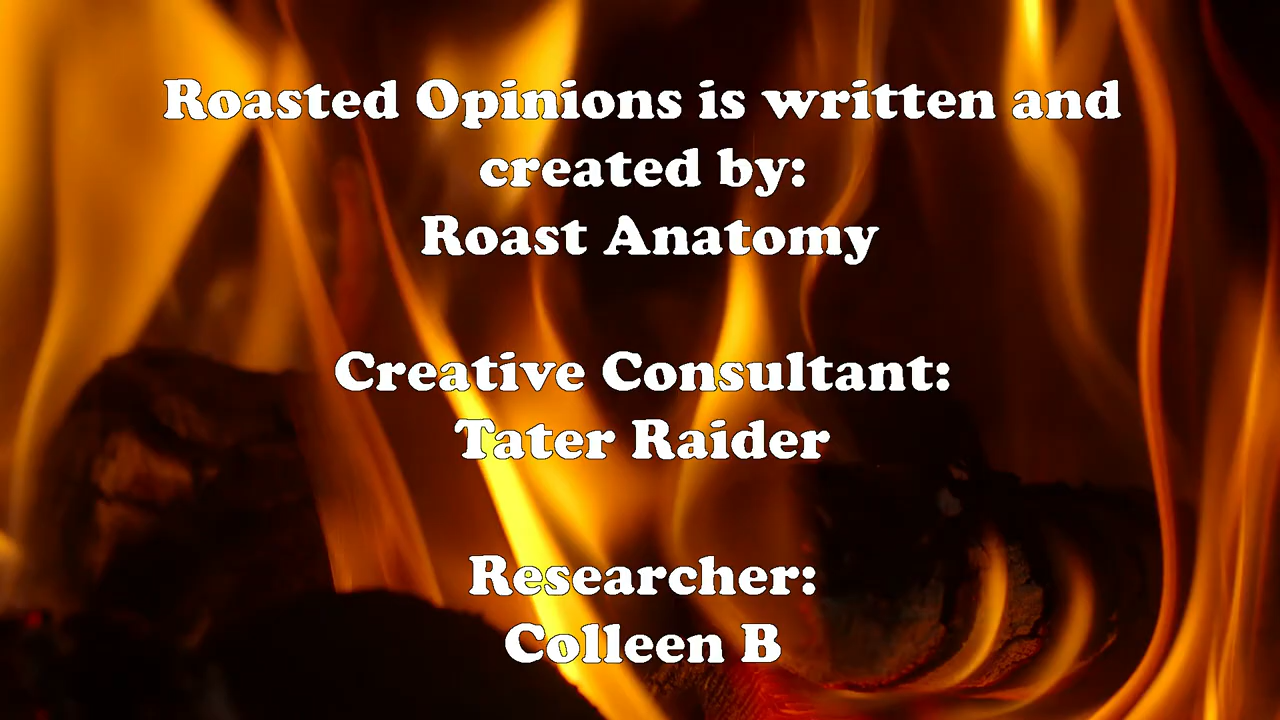 Roasted Opinions is written and
created by:
Roast Anatomy
Creative Consultant:
Tater Raider
Researcher:
Colleen B